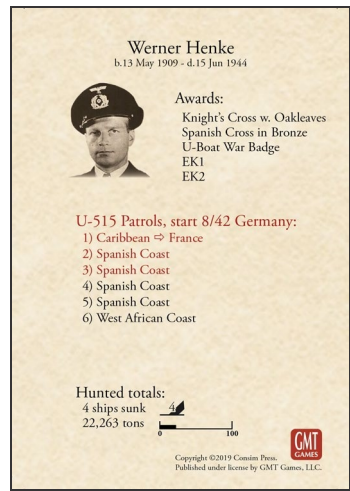 Werner Henke
b.13 May 1909 - d.15 Jun 1944
Awards:
Knight's Cross w. Oakleaves
Spanish Cross in Bronze
U-Boat War Badge
EK1
EK2
U-515 Patrols, start 8/42 Germany:
1) Caribbean ⇨ France
2) Spanish Coast
3) Spanish Coast
4) Spanish Coast
5) Spanish Coast
6) West African Coast
Hunted totals:
4 ships sunk 4
22,263 tons
0 100
GMT
GAMES
Copyright ©2019 Consim Press.
Published under license by GMT Games, LLC.